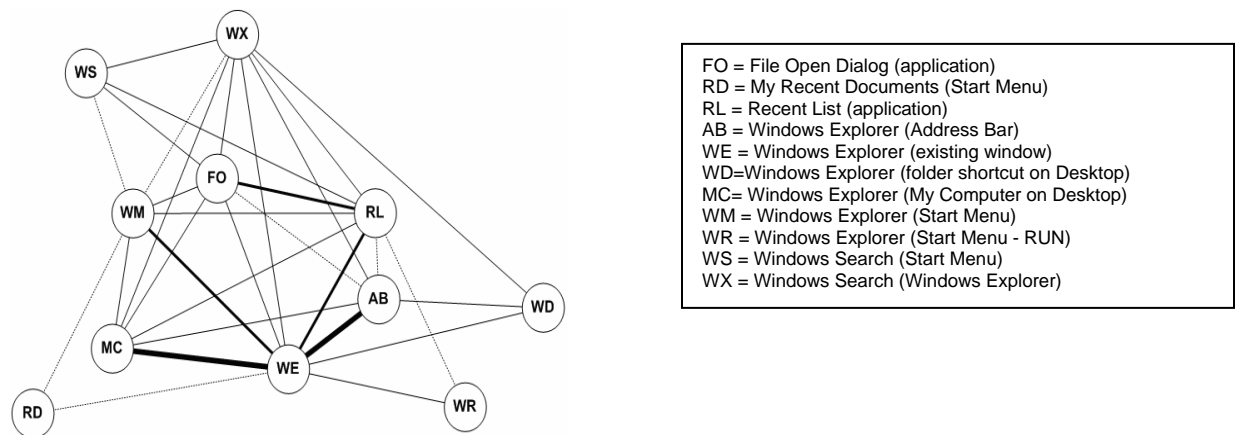 WX
WS
FO
WM
RL
AB
WD
MC
WE
RD
WR
FO = File Open Dialog (application)
RD = My Recent Documents (Start Menu)
RL = Recent List (application)
AB = Windows Explorer (Address Bar)
WE = Windows Explorer (existing window)
WD=Windows Explorer (folder shortcut on Desktop)
MC= Windows Explorer (My Computer on Desktop)
WM = Windows Explorer (Start Menu)
WR = Windows Explorer (Start Menu - RUN)
WS = Windows Search (Start Menu)
WX = Windows Search (Windows Explorer)